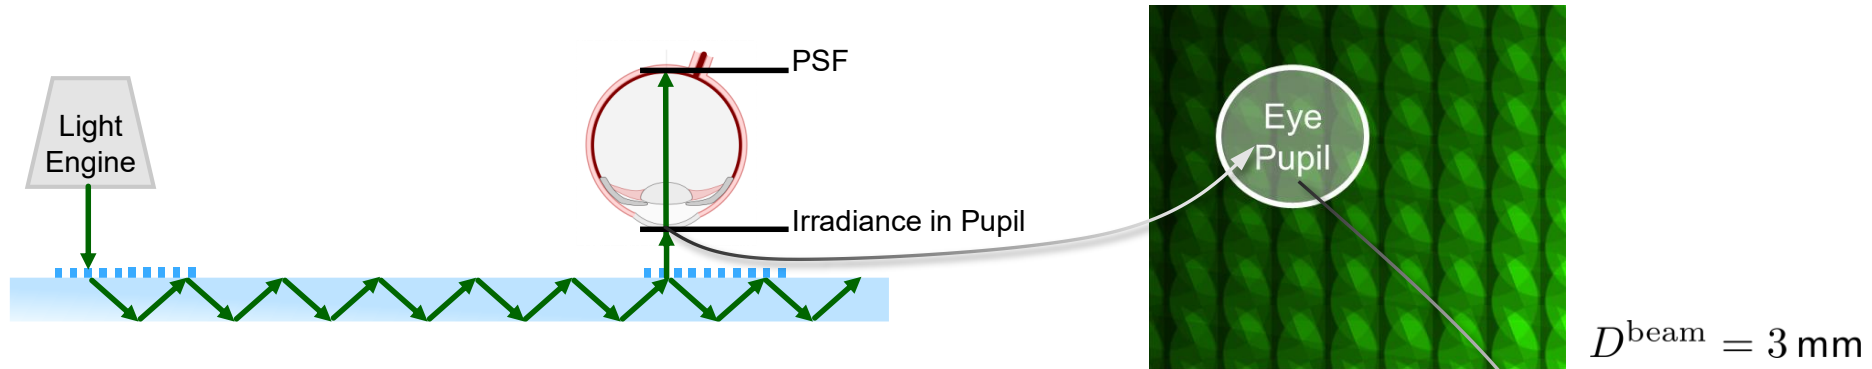 PSF
Light
Engine
Irradiance in Pupil
Eye
Pupil
D^beam = 3 mm